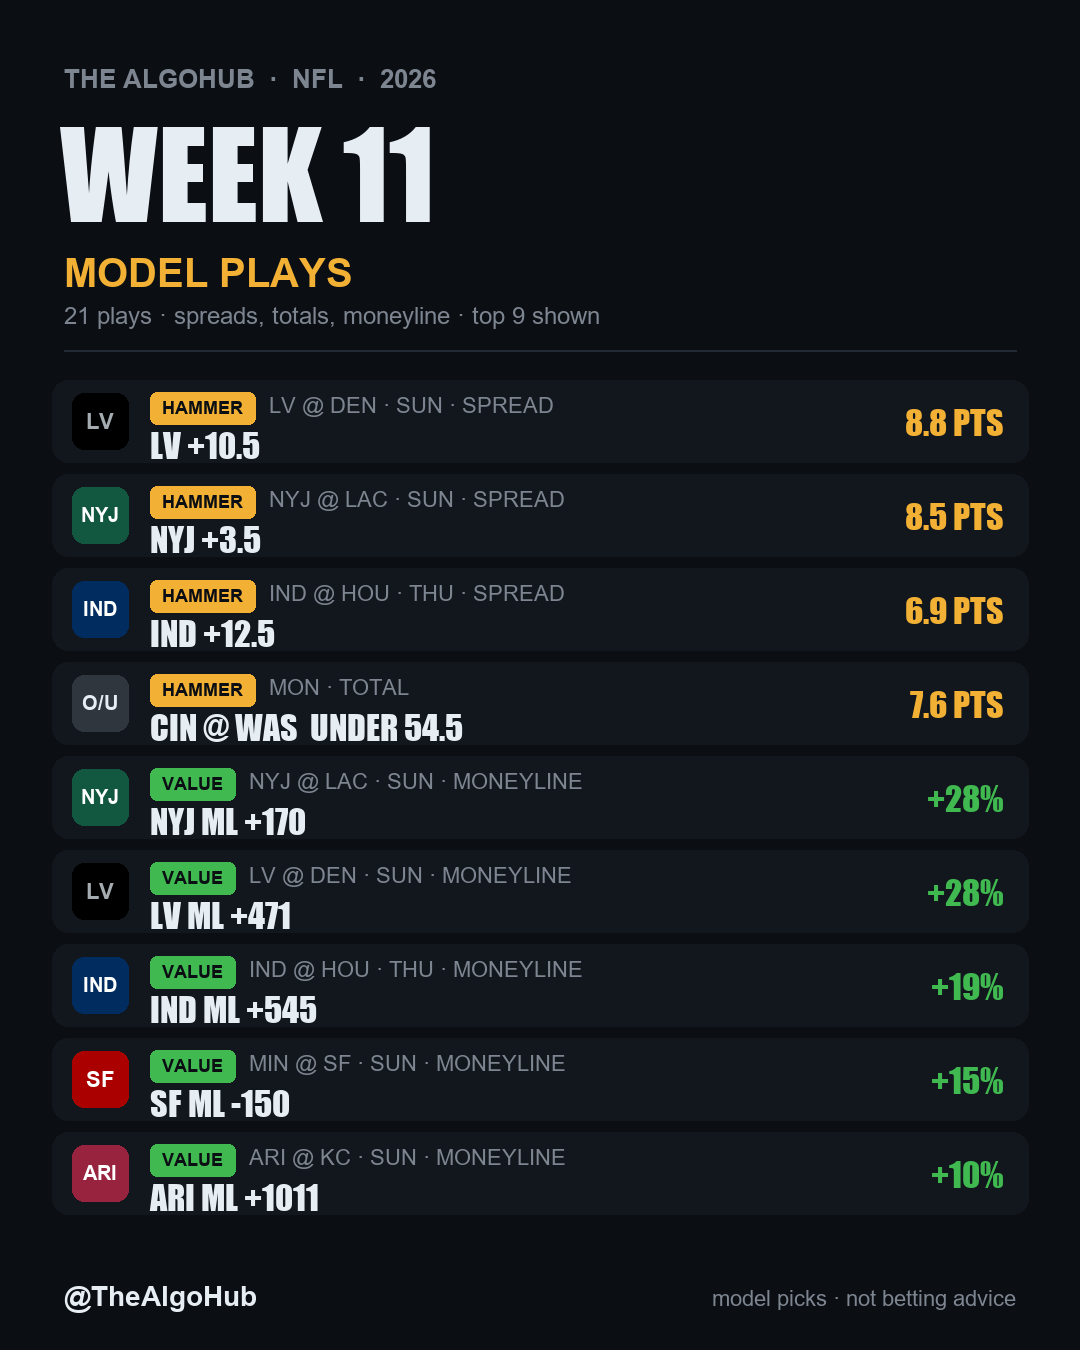 THE ALGOHUB · NFL · 2026
WEEK 11
MODEL PLAYS
21 plays · spreads, totals, moneyline · top 9 shown
LV HAMMER LV @ DEN · SUN · SPREAD
LV +10.5
8.8 PTS
NYJ HAMMER NYJ @ LAC · SUN · SPREAD
NYJ +3.5
8.5 PTS
IND HAMMER IND @ HOU · THU · SPREAD
IND +12.5
6.9 PTS
O/U HAMMER MON · TOTAL
CIN @ WAS UNDER 54.5
7.6 PTS
NYJ VALUE NYJ @ LAC · SUN · MONEYLINE
NYJ ML +170
+28%
LV VALUE LV @ DEN · SUN · MONEYLINE
LV ML +471
+28%
IND VALUE IND @ HOU · THU · MONEYLINE
IND ML +545
+19%
SF VALUE MIN @ SF · SUN · MONEYLINE
SF ML -150
+15%
ARI VALUE ARI @ KC · SUN · MONEYLINE
ARI ML +1011
+10%
@TheAlgoHub
model picks · not betting advice